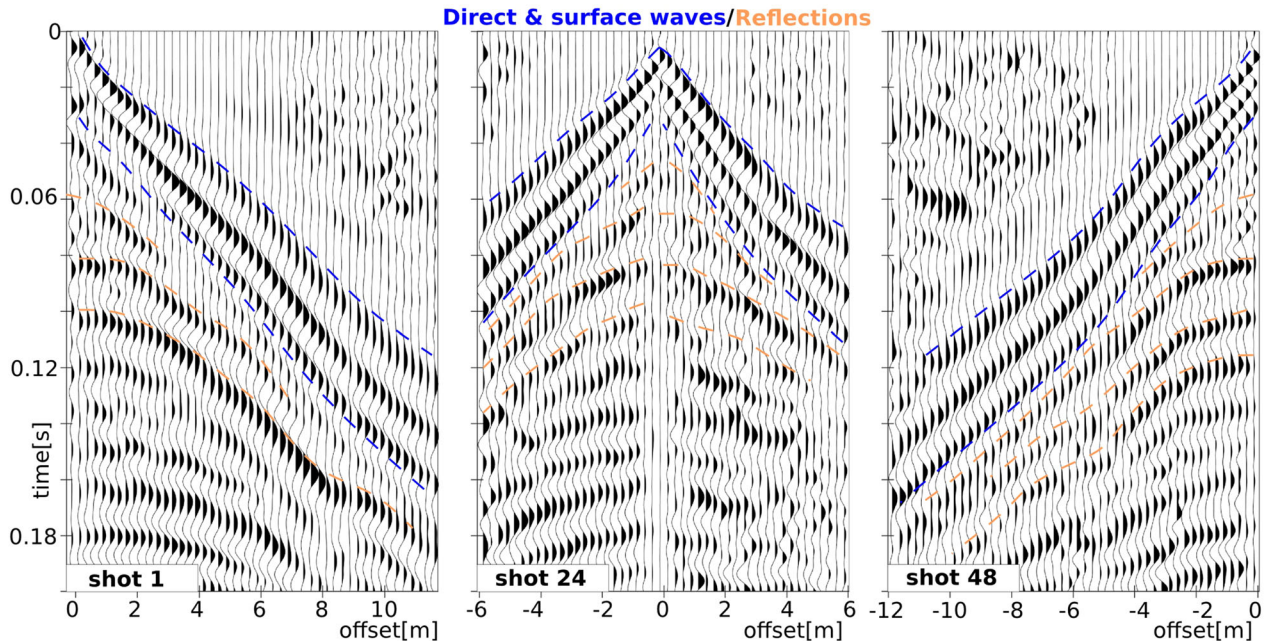 Direct & surface waves/Reflections
0
0.06
0.12
0.18
time[s]
shot 1
shot 24
shot 48
0 2 4 6 8 10
-6 -4 -2 0 2 4 6
-12 -10 -8 -6 -4 -2 0
offset[m]
offset[m]
offset[m]